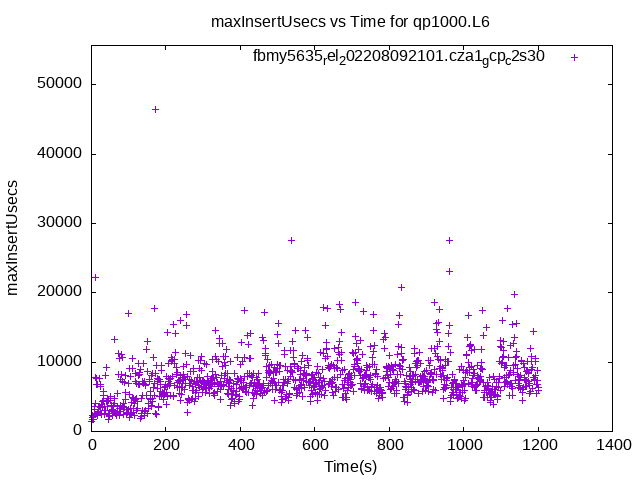 maxInsertUsecs vs Time for qp1000.L6
fbmy5635rel202208092101.cza1gcpc2s30
50000
40000
30000
20000
10000
0
maxInsertUsecs
0 200 400 600 800 1000 1200 1400
Time(s)